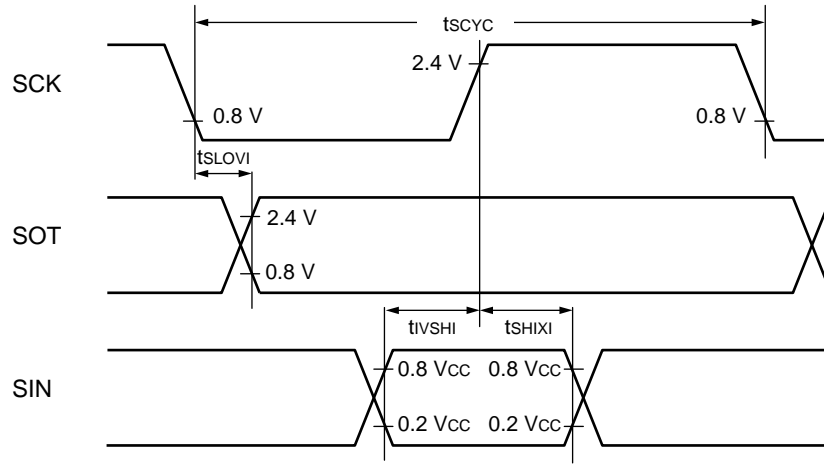 tSCYC
SCK
2.4 V
0.8 V
0.8 V
tSLOVI
SOT
2.4 V
0.8 V
tIVSHI
tSHIXI
SIN
0.8 VCC
0.8 VCC
0.2 VCC
0.2 VCC